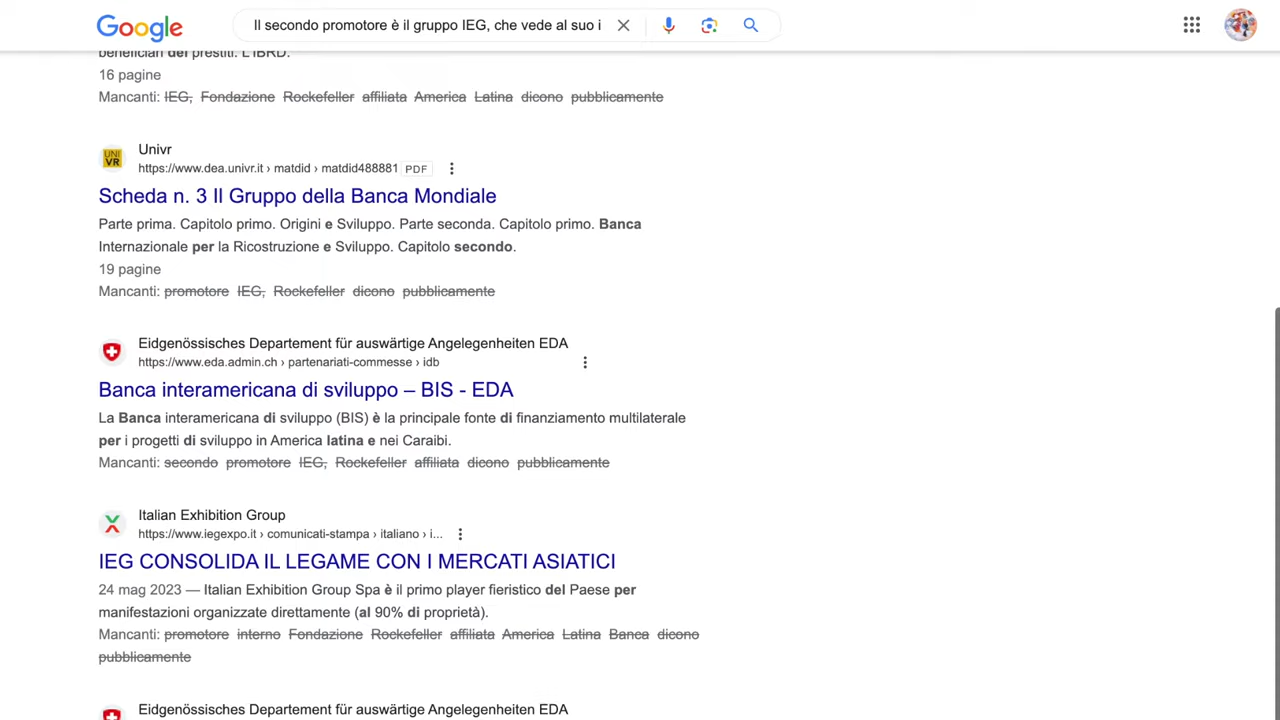 Google
Il secondo promotore è il gruppo IEG, che vede al suo i
beneficiari dei prestiti. L'IBRD.
16 pagine
Mancanti: IEG, Fondazione Rockefeller affiliata America Latina dicono pubblicamente
Univr
https://www.dea.univr.it › matdid › matdid488881 PDF
UNI VR
Scheda n. 3 Il Gruppo della Banca Mondiale
Parte prima. Capitolo primo. Origini e Sviluppo. Parte seconda. Capitolo primo. Banca
Internazionale per la Ricostruzione e Sviluppo. Capitolo secondo.
19 pagine
Mancanti: promotore IEG, Rockefeller dicono pubblicamente
Eidgenössisches Departement für auswärtige Angelegenheiten EDA
https://www.eda.admin.ch › partenariati-commesse › idb
Banca interamericana di sviluppo – BIS - EDA
La Banca interamericana di sviluppo (BIS) è la principale fonte di finanziamento multilaterale
per i progetti di sviluppo in America latina e nei Caraibi.
Mancanti: secondo promotore IEG, Rockefeller affiliata dicono pubblicamente
Italian Exhibition Group
https://www.iegexpo.it › comunicati-stampa › italiano › i...
IEG CONSOLIDA IL LEGAME CON I MERCATI ASIATICI
24 mag 2023 — Italian Exhibition Group Spa è il primo player fieristico del Paese per
manifestazioni organizzate direttamente (al 90% di proprietà).
Mancanti: promotore interno Fondazione Rockefeller affiliata America Latina Banca dicono
pubblicamente
Eidgenössisches Departement für auswärtige Angelegenheiten EDA